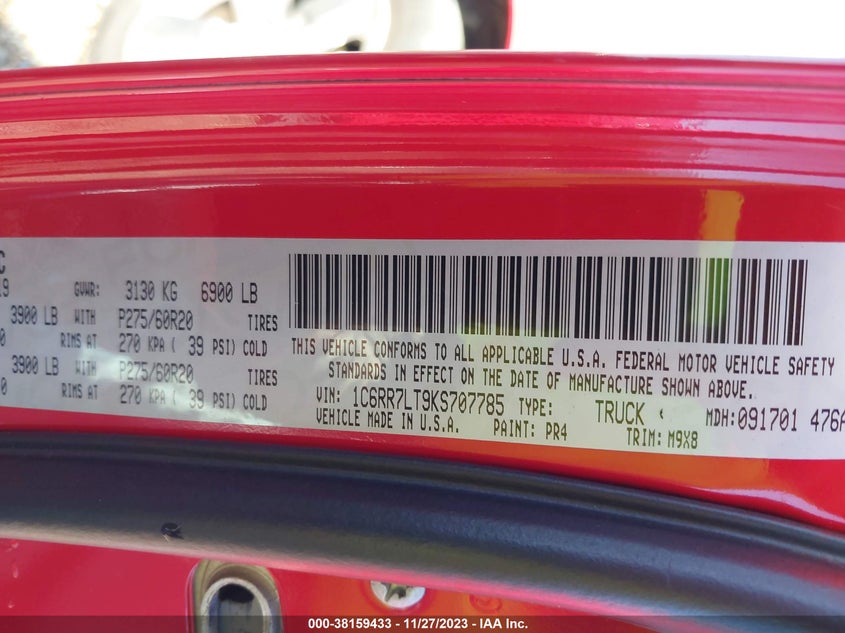 C
19 GVWR: 3130 KG 6900 LB
3900 LB WITH P275/60R20 TIRES
0 RIMS AT 270 KPA ( 39 PSI) COLD
3900 LB WITH P275/60R20 TIRES
0 RIMS AT 270 KPA ( 39 PSI) COLD
THIS VEHICLE CONFORMS TO ALL APPLICABLE U.S.A. FEDERAL MOTOR VEHICLE SAFETY
STANDARDS IN EFFECT ON THE DATE OF MANUFACTURE SHOWN ABOVE.
VIN: 1C6RR7LT9KS707785 TYPE: TRUCK MDH:091701 476A
VEHICLE MADE IN U.S.A. PAINT: PR4 TRIM: M9X8
000-38159433 - 11/27/2023 - IAA Inc.